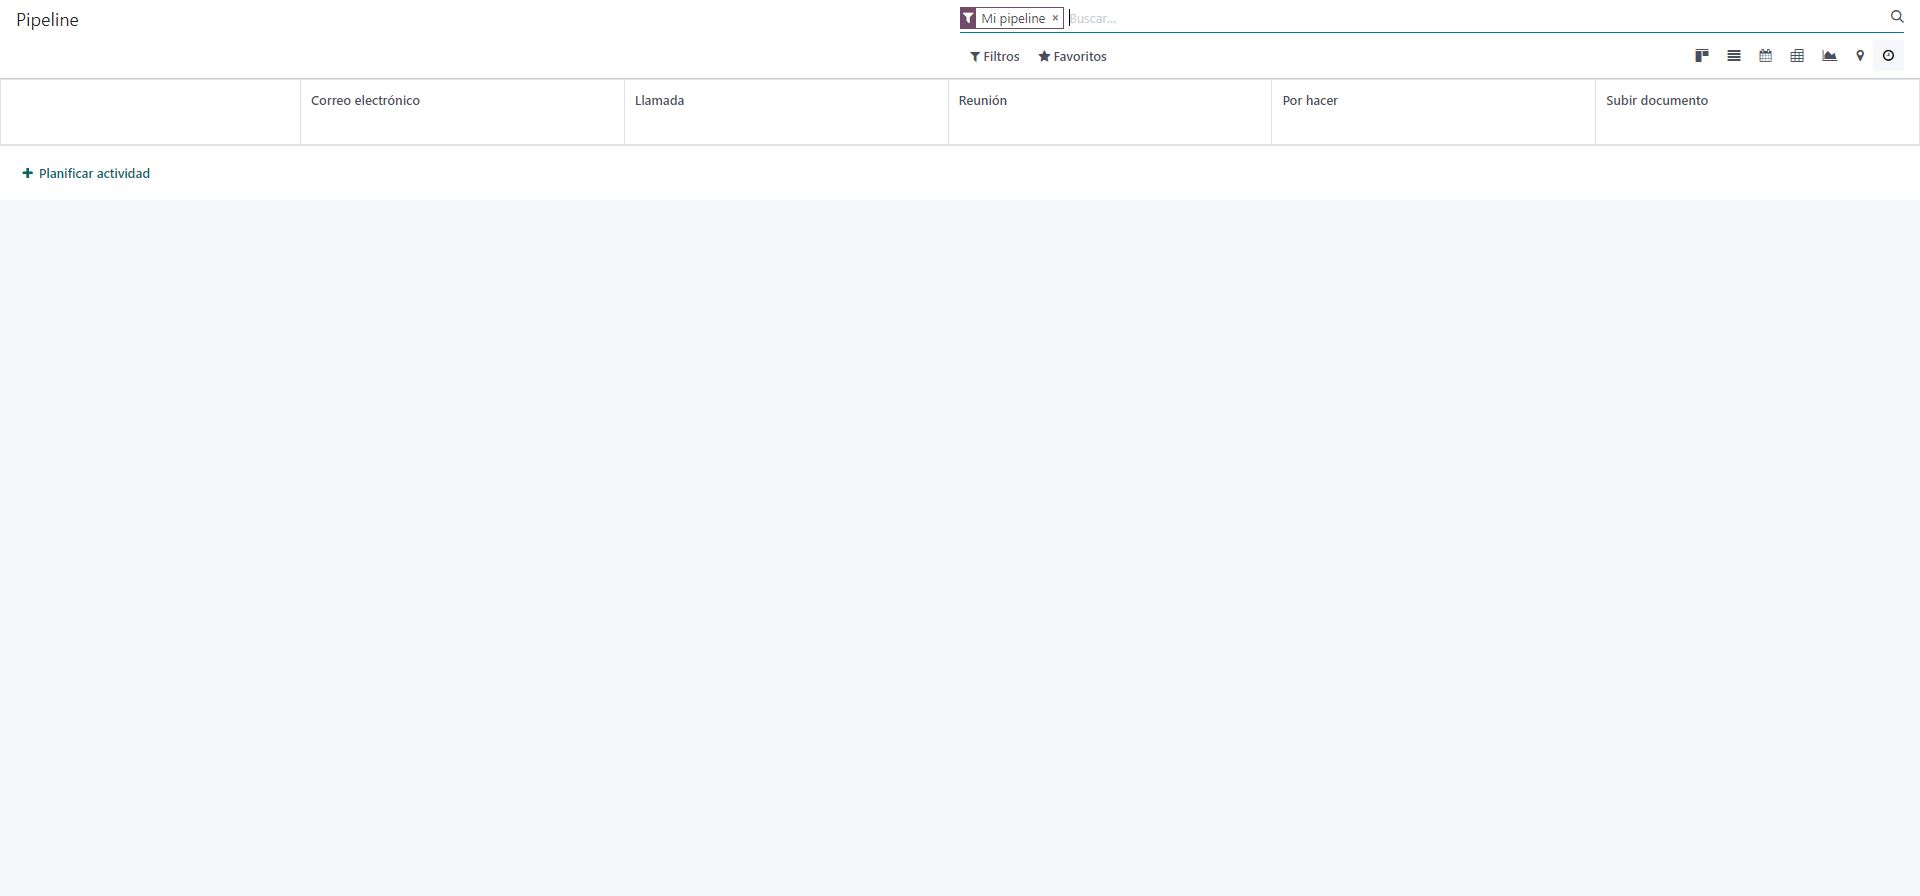 Pipeline
Mi pipeline × Buscar...
Filtros Favoritos
Correo electrónico Llamada Reunión Por hacer Subir documento
+ Planificar actividad